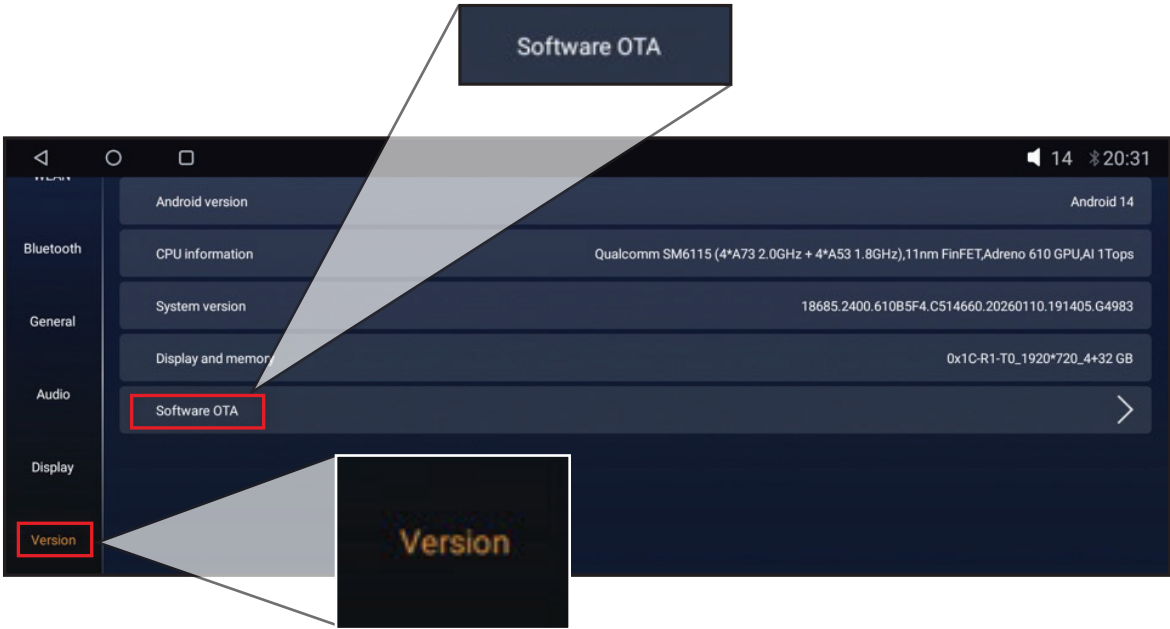 Software OTA
14 20:31
WLAN
Android version Android 14
Bluetooth
CPU information Qualcomm SM6115 (4*A73 2.0GHz + 4*A53 1.8GHz),11nm FinFET,Adreno 610 GPU,AI 1Tops
System version 18685.2400.610B5F4.C514660.20260110.191405.G4983
General
Display and memory 0x1C-R1-T0_1920*720_4+32 GB
Audio
Software OTA
Display
Version
Version